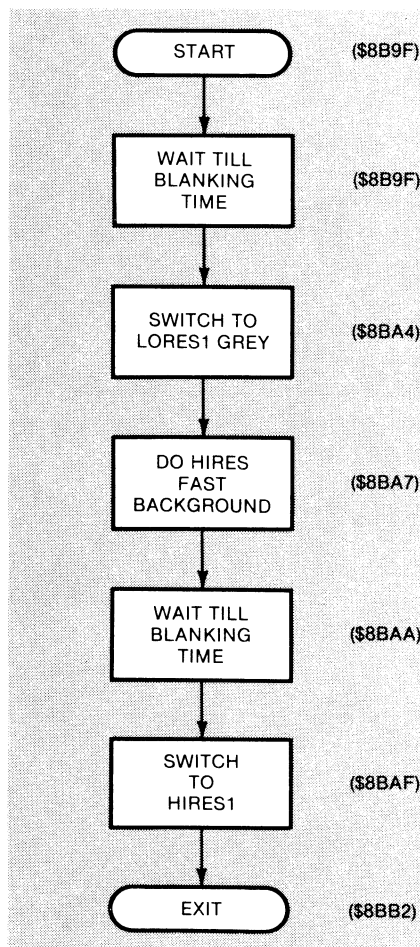 START ($8B9F)
WAIT TILL
BLANKING ($8B9F)
TIME
SWITCH TO
LORES1 GREY ($8BA4)
DO HIRES
FAST ($8BA7)
BACKGROUND
WAIT TILL
BLANKING ($8BAA)
TIME
SWITCH
TO ($8BAF)
HIRES1
EXIT ($8BB2)